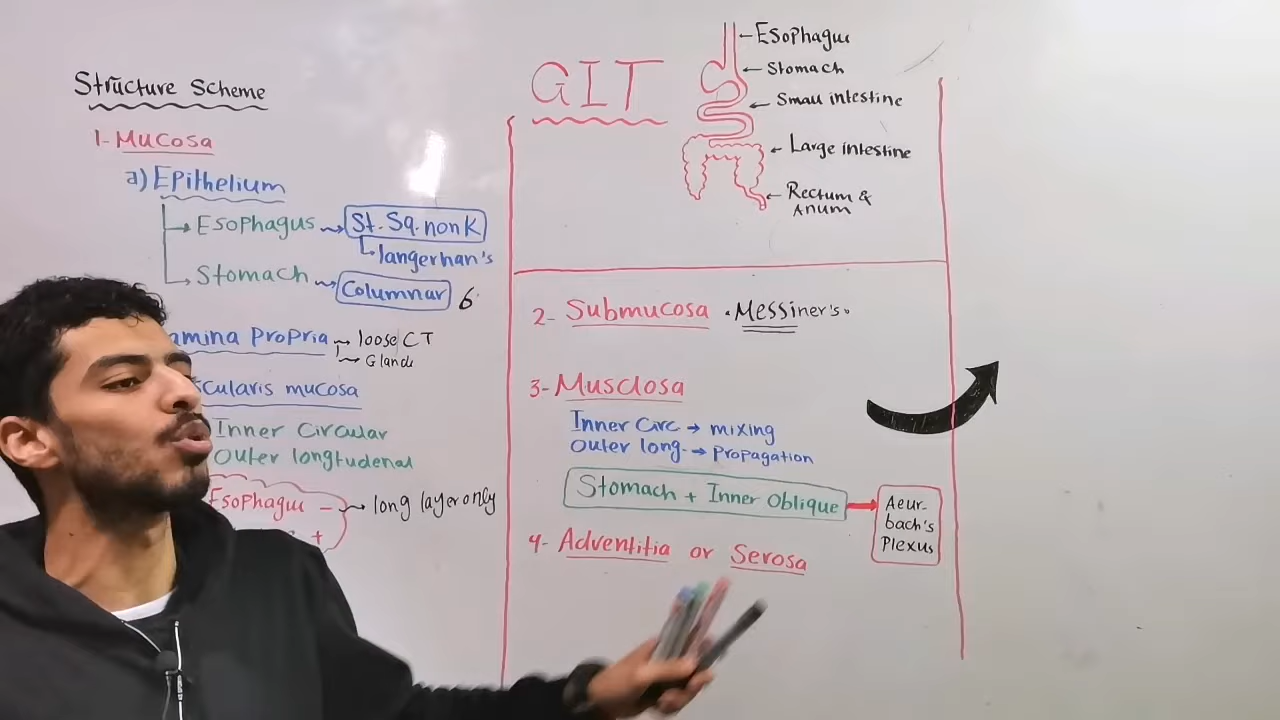 Structure Scheme
1- Mucosa
a) Epithelium
Esophagus
St. Sq. non K
langerhan's
Stomach
Columnar
6
amina Propria
loose CT
Glands
scularis mucosa
Inner Circular
Outer longtudenal
Esophagus -
long layer only
+
GIT
Esophagus
Stomach
Small intestine
Large intestine
Rectum &
Anum
2- Submucosa
Messiner's
3- Musclosa
Inner Circ → mixing
Outer long. → Propagation
Stomach + Inner Oblique
Aeur-
bach's
Plexus
4- Adventitia or Serosa